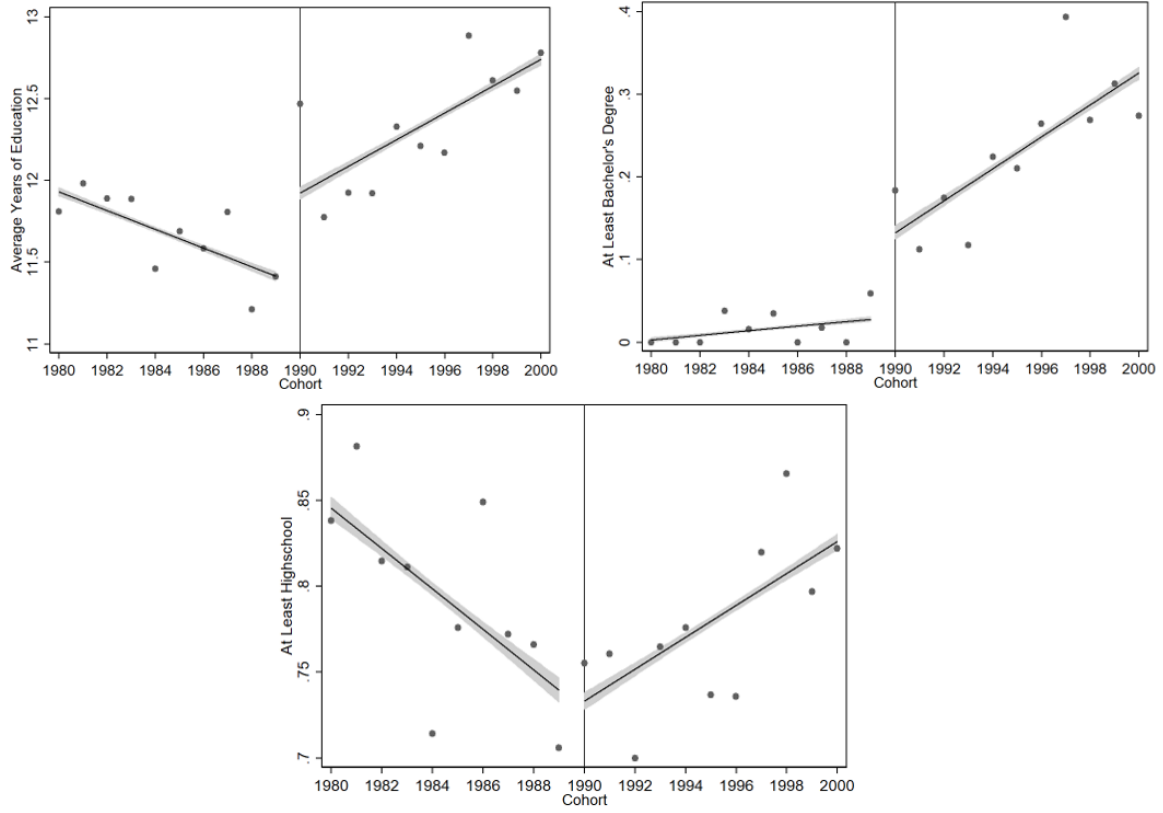 Average Years of Education
13
12.5
12
11.5
11
1980 1982 1984 1986 1988 1990 1992 1994 1996 1998 2000
Cohort
At Least Bachelor's Degree
.4
.3
.2
.1
0
1980 1982 1984 1986 1988 1990 1992 1994 1996 1998 2000
Cohort
At Least Highschool
.9
.85
.8
.75
.7
1980 1982 1984 1986 1988 1990 1992 1994 1996 1998 2000
Cohort